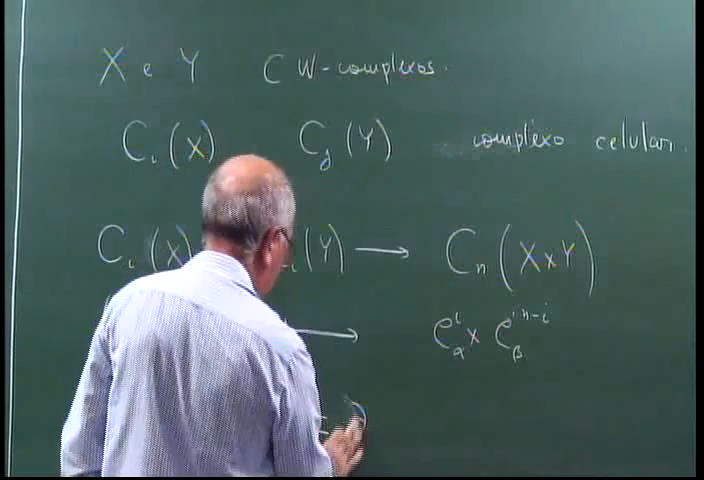 X e Y CW-complexos.
C_i(X) C_j(Y) complexo celular.
C_i(X) _{-i}(Y) ⟶ C_n(X×Y)
⟶ e^i_α × e^{n-i}_β